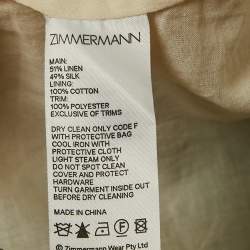 ZIMMERMANN
MAIN:
51% LINEN
49% SILK
LINING:
100% COTTON
TRIM:
100% POLYESTER
EXCLUSIVE OF TRIMS
DRY CLEAN ONLY CODE F
WITH PROTECTIVE BAG
COOL IRON WITH
PROTECTIVE CLOTH
LIGHT STEAM ONLY
DO NOT SPOT CLEAN
COVER AND PROTECT
HARDWARE
TURN GARMENT INSIDE OUT
BEFORE DRY CLEANING
MADE IN CHINA
© Zimmermann Wear Pty Ltd